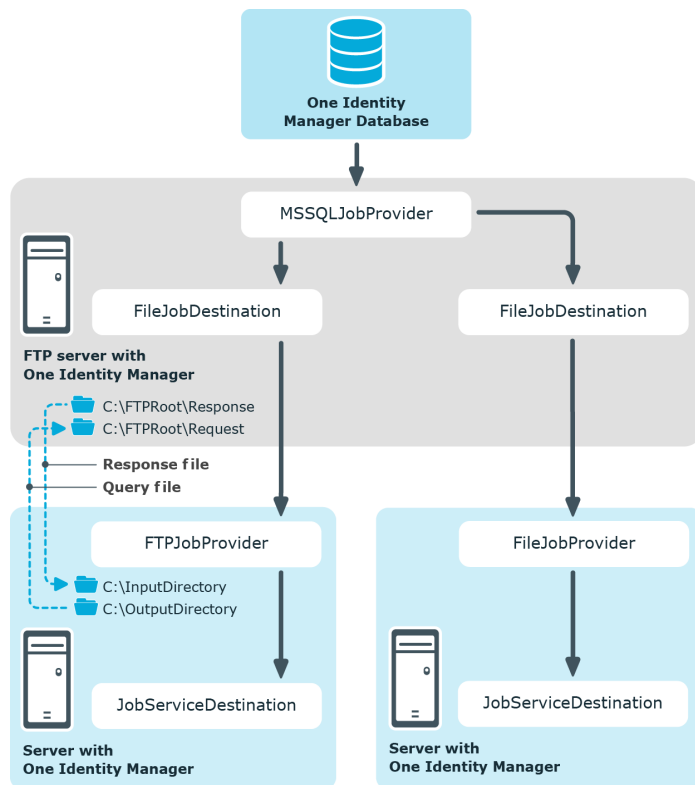 One Identity
Manager Database
MSSQLJobProvider
FileJobDestination
FileJobDestination
FTP server with
One Identity Manager
C:\FTPRoot\Response
C:\FTPRoot\Request
Response file
Query file
FTPJobProvider
FileJobProvider
C:\InputDirectory
C:\OutputDirectory
JobServiceDestination
JobServiceDestination
Server with
One Identity Manager
Server with
One Identity Manager